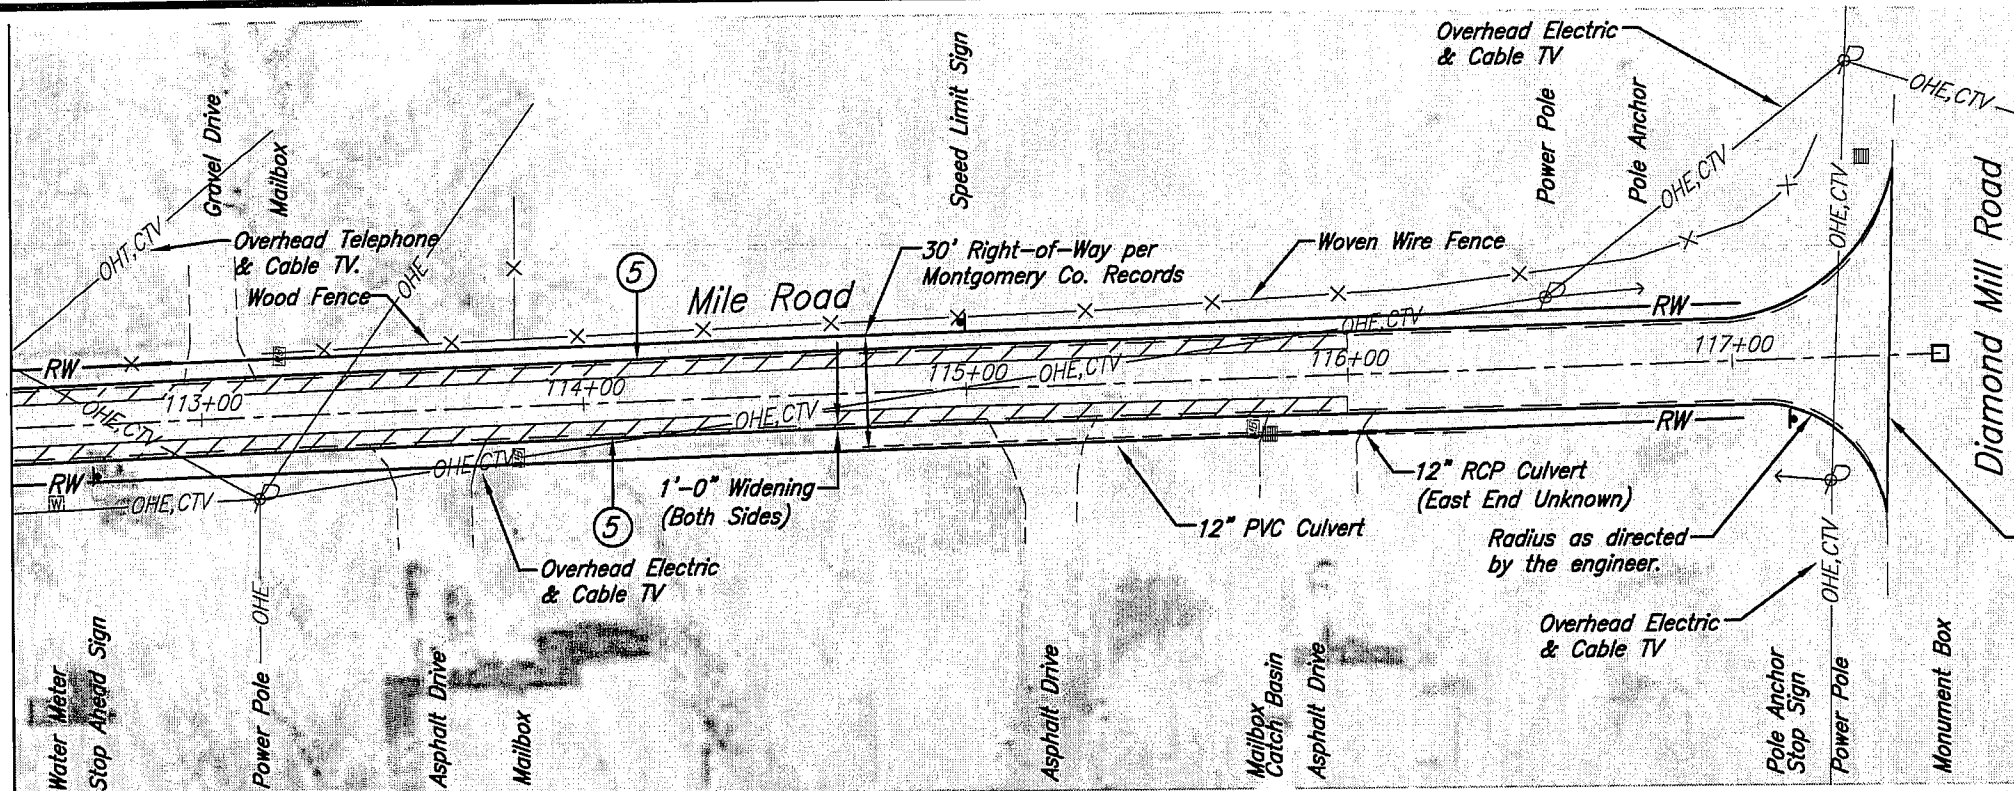 Overhead Electric
& Cable TV
OHE,CTV
Gravel Drive
Mailbox
Speed Limit Sign
Power Pole
Pole Anchor
OHE,CTV
OHE,CTV
OHT,CTV
Overhead Telephone
& Cable TV.
OHE
Wood Fence
5
Mile Road
30' Right-of-Way per
Montgomery Co. Records
Woven Wire Fence
Diamond Mill Road
RW
RW
OHE,CTV
113+00
114+00
115+00
116+00
117+00
OHE,CTV
OHE,CTV
OHE,CTV
OHE,CTV
RW
RW
W
OHE,CTV
5
1'-0" Widening
(Both Sides)
12" PVC Culvert
12" RCP Culvert
(East End Unknown)
Radius as directed
by the engineer.
Overhead Electric
& Cable TV
OHE
OHE,CTV
Overhead Electric
& Cable TV
Water Meter
Stop Ahead Sign
Power Pole
Asphalt Drive
Mailbox
Asphalt Drive
Mailbox
Catch Basin
Asphalt Drive
Pole Anchor
Stop Sign
Power Pole
Monument Box